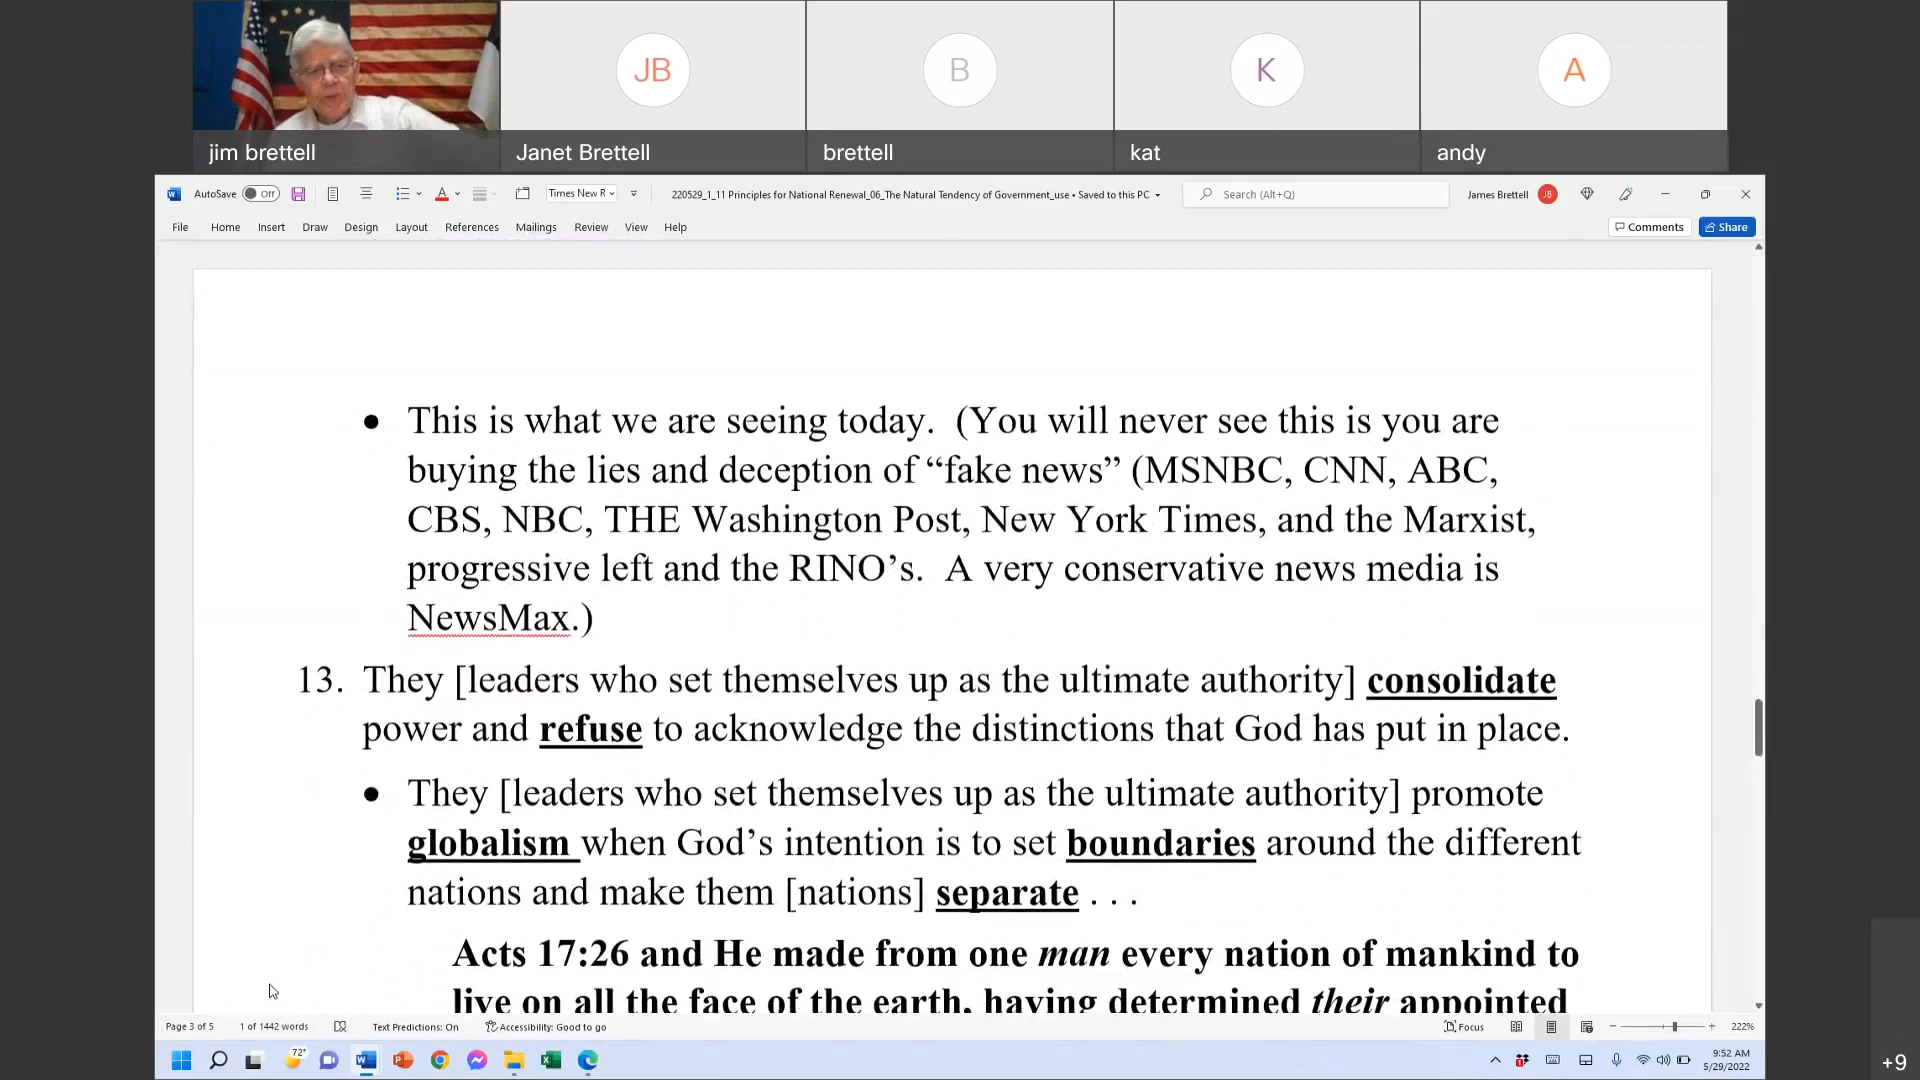 JB
B
K
A
jim brettell
Janet Brettell
brettell
kat
andy
AutoSave Off
Times New R
220529_1_11 Principles for National Renewal_06_The Natural Tendency of Government_use • Saved to this PC
Search (Alt+Q)
James Brettell JB
File Home Insert Draw Design Layout References Mailings Review View Help
Comments Share
• This is what we are seeing today.  (You will never see this is you are
buying the lies and deception of “fake news” (MSNBC, CNN, ABC,
CBS, NBC, THE Washington Post, New York Times, and the Marxist,
progressive left and the RINO’s.  A very conservative news media is
NewsMax.)
13. They [leaders who set themselves up as the ultimate authority] consolidate
power and refuse to acknowledge the distinctions that God has put in place.
• They [leaders who set themselves up as the ultimate authority] promote
globalism when God’s intention is to set boundaries around the different
nations and make them [nations] separate . . .
Acts 17:26 and He made from one man every nation of mankind to
live on all the face of the earth, having determined their appointed
Page 3 of 5 1 of 1442 words Text Predictions: On Accessibility: Good to go Focus 222%
72°
9:52 AM
5/29/2022
+9